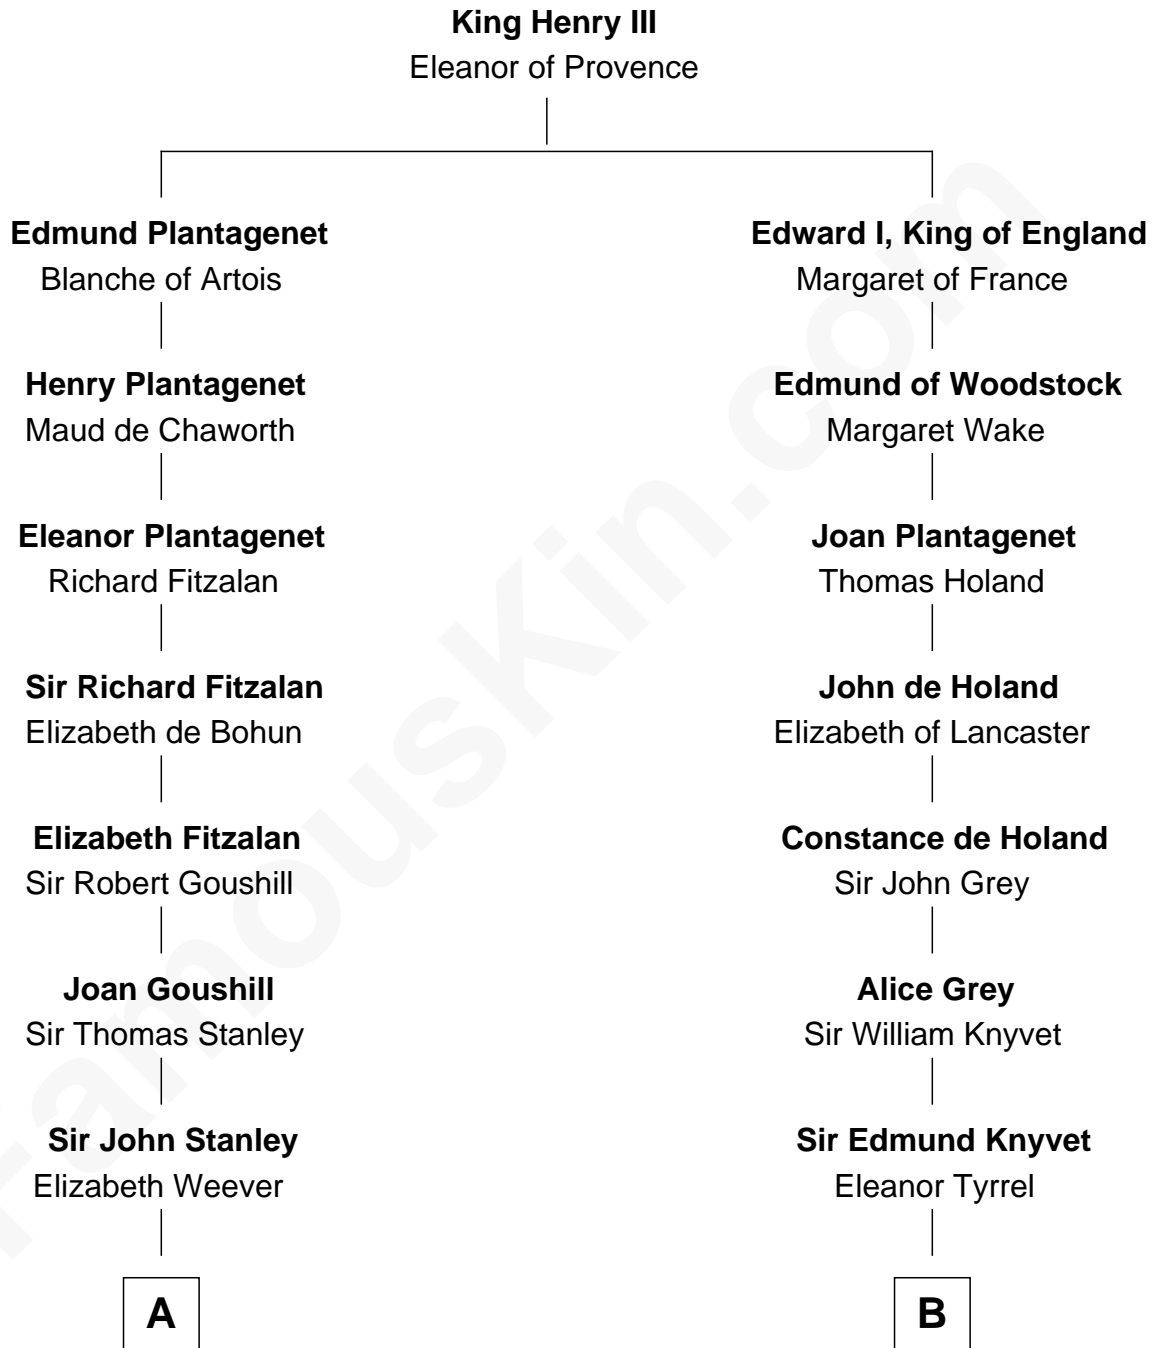 King Henry III
Eleanor of Provence
Edmund Plantagenet
Blanche of Artois
Henry Plantagenet
Maud de Chaworth
Eleanor Plantagenet
Richard Fitzalan
Sir Richard Fitzalan
Elizabeth de Bohun
Elizabeth Fitzalan
Sir Robert Goushill
Joan Goushill
Sir Thomas Stanley
Sir John Stanley
Elizabeth Weever
A
Edward I, King of England
Margaret of France
Edmund of Woodstock
Margaret Wake
Joan Plantagenet
Thomas Holand
John de Holand
Elizabeth of Lancaster
Constance de Holand
Sir John Grey
Alice Grey
Sir William Knyvet
Sir Edmund Knyvet
Eleanor Tyrrel
B
FamousKin.com